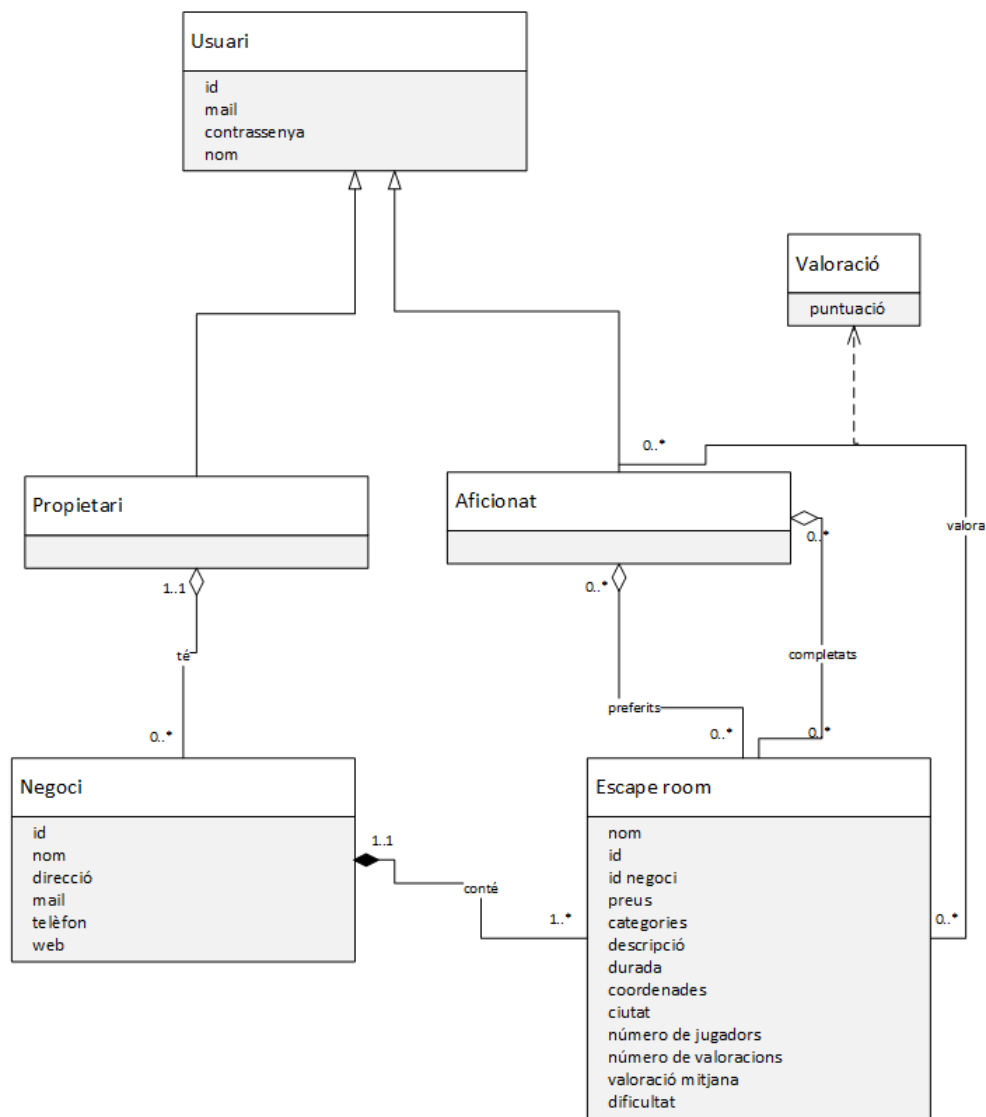 Usuari
id
mail
contrassenya
nom
Valoració
puntuació
0..*
Propietari
Aficionat
valora
0..*
1..1
0..*
té
completats
preferits
0..*
0..*
0..*
Negoci
id
nom
direcció
mail
telèfon
web
1..1
conté
1..*
Escape room
nom
id
id negoci
preus
categories
descripció
durada
coordenades
ciutat
número de jugadors
número de valoracions
valoració mitjana
dificultat
0..*